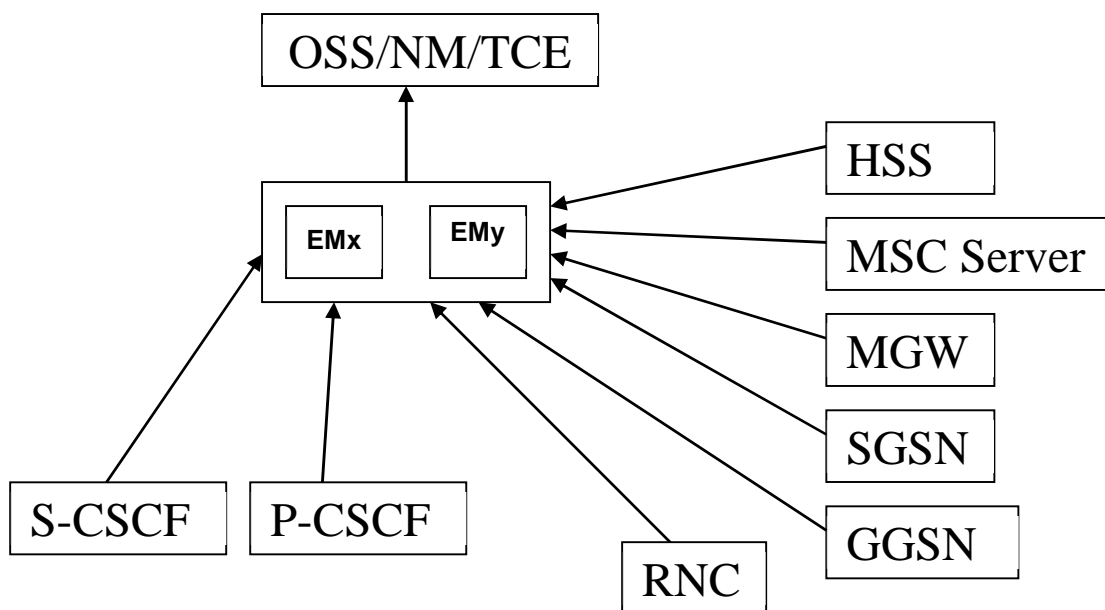 OSS/NM/TCE
HSS
EMx
EMy
MSC Server
MGW
SGSN
S-CSCF
P-CSCF
GGSN
RNC